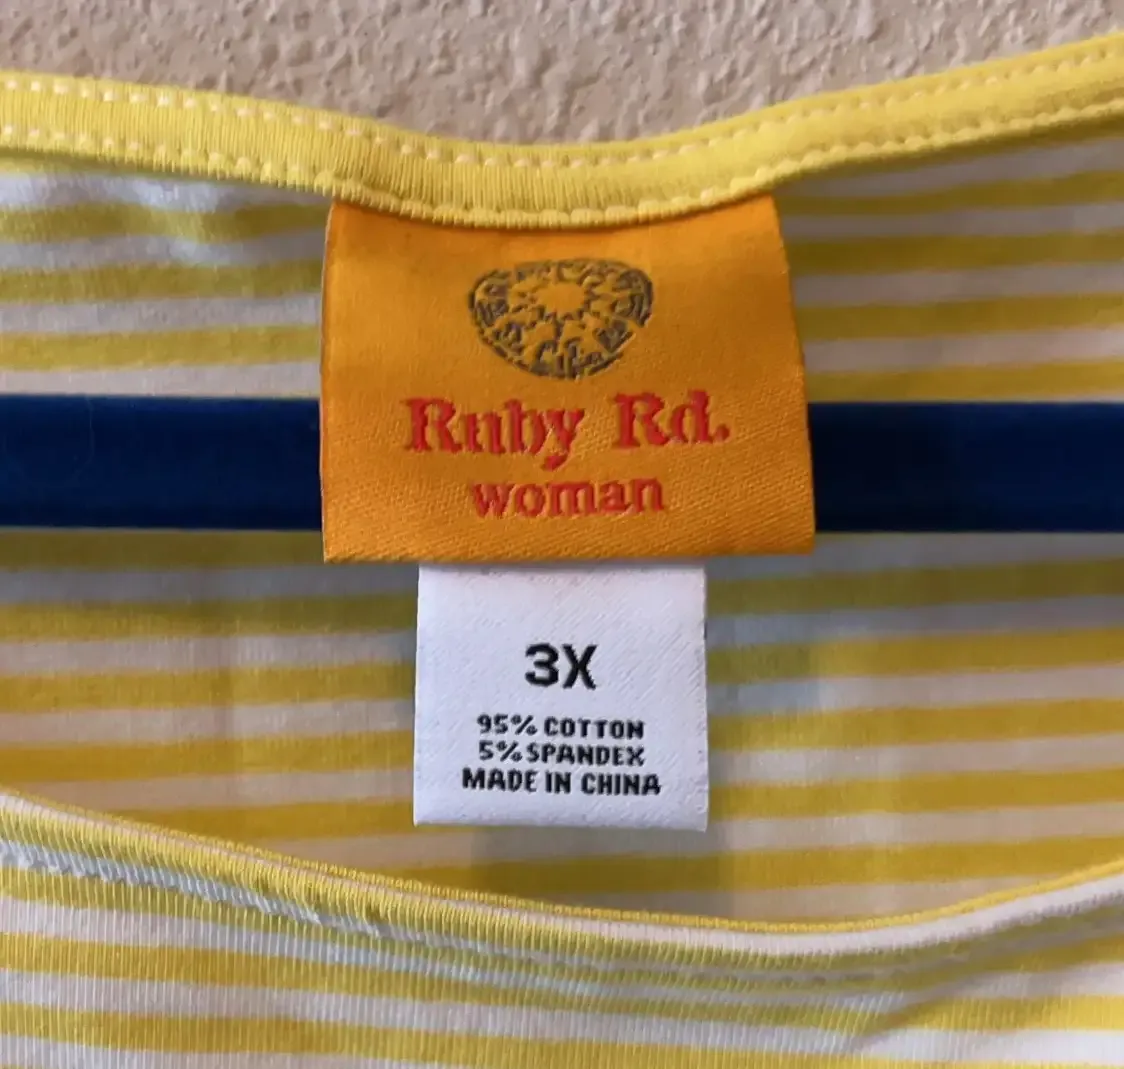 Ruby Rd.
woman
3X
95% COTTON
5% SPANDEX
MADE IN CHINA